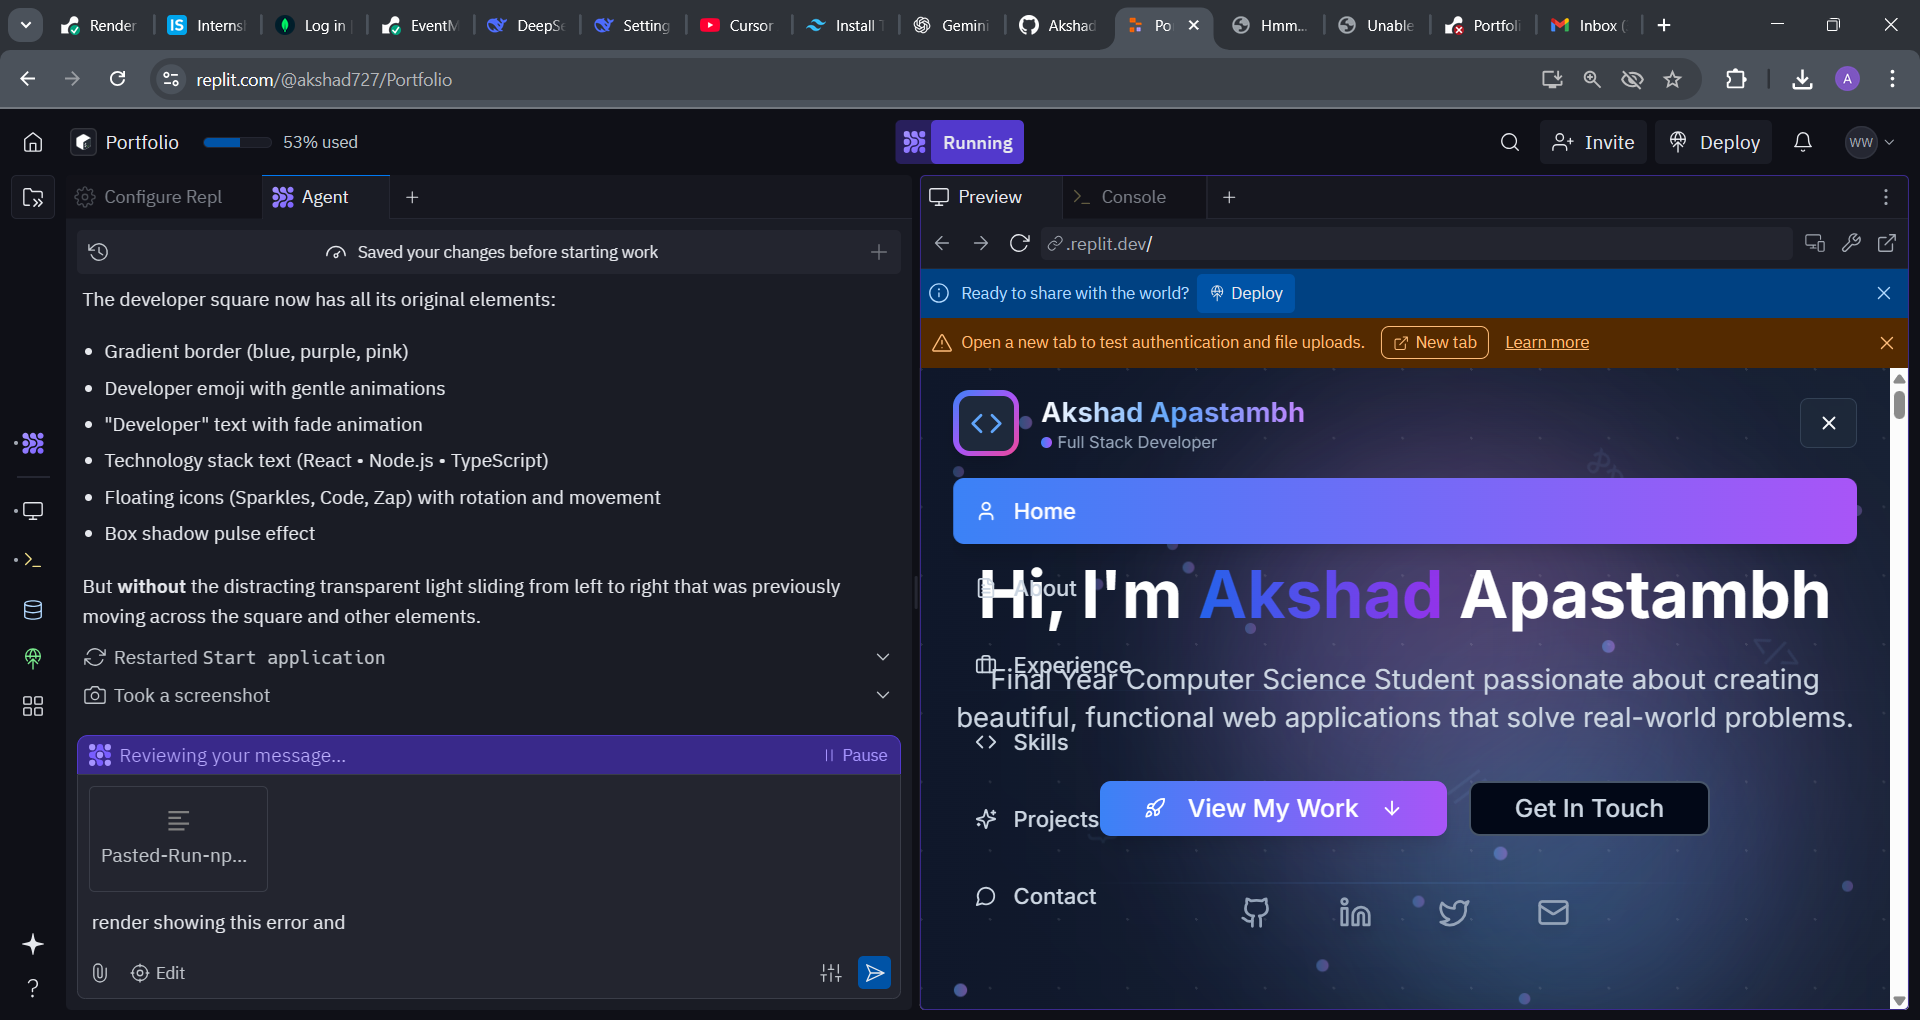 Render
IS Interns
Log in
EventM
DeepSe
Setting
Cursor
Install T
Gemini
Akshad
Po
Hmm...
Unable
Portfoli
Inbox (
replit.com/@akshad727/Portfolio
A
Portfolio
53% used
Running
Invite
Deploy
WW
Configure Repl
Agent
Preview
Console
Saved your changes before starting work
.replit.dev/
The developer square now has all its original elements:
• Gradient border (blue, purple, pink)
• Developer emoji with gentle animations
• "Developer" text with fade animation
• Technology stack text (React • Node.js • TypeScript)
• Floating icons (Sparkles, Code, Zap) with rotation and movement
• Box shadow pulse effect
But without the distracting transparent light sliding from left to right that was previously
moving across the square and other elements.
Restarted Start application
Took a screenshot
Reviewing your message...
Pause
Pasted-Run-np...
render showing this error and
Edit
?
Ready to share with the world?
Deploy
Open a new tab to test authentication and file uploads.
New tab
Learn more
Akshad Apastambh
Full Stack Developer
Home
Hi, I'm Akshad Apastambh
About
Experience
Final Year Computer Science Student passionate about creating
beautiful, functional web applications that solve real-world problems.
Skills
Projects
View My Work
Get In Touch
Contact